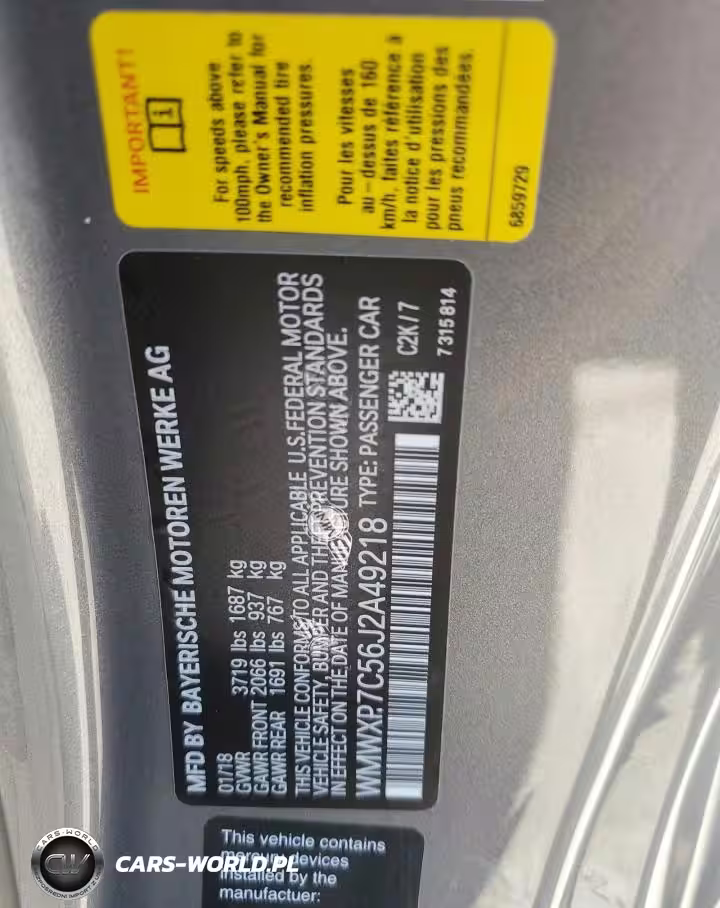 IMPORTANT!
For speeds above
100mph, please refer to
the Owner's Manual for
recommended tire
inflation pressures.
Pour les vitesses
au-dessus de 160
km/h, faites référence à
la notice d'utilisation
pour les pressions des
pneus recommandées.
6859729
MFD BY BAYERISCHE MOTOREN WERKE AG
01/18
GVWR 3719 lbs 1687 kg
GAWR FRONT 2066 lbs 937 kg
GAWR REAR 1691 lbs 767 kg
THIS VEHICLE CONFORMS TO ALL APPLICABLE U.S.FEDERAL MOTOR
VEHICLE SAFETY, BUMPER AND THEFT PREVENTION STANDARDS
IN EFFECT ON THE DATE OF MANUFACTURE SHOWN ABOVE.
WMWXP7C56J2A49218 TYPE: PASSENGER CAR
C2K/7
7315814
This vehicle contains
mercury devices
installed by the
manufacturer:
CARS-WORLD
CW
CARS-WORLD.PL